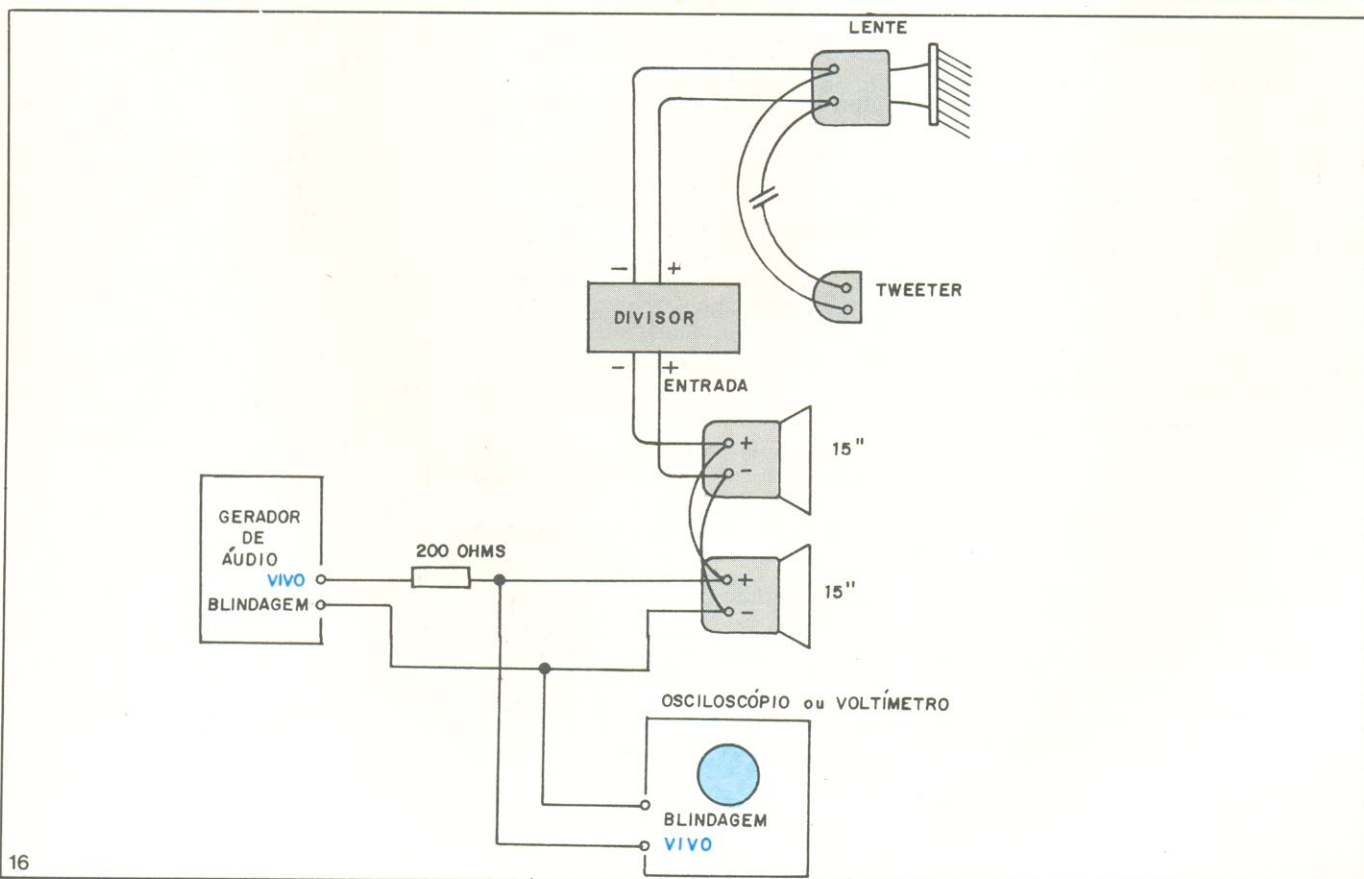 LENTE
TWEETER
− +
DIVISOR
− +
ENTRADA
+
−
15"
GERADOR
DE
ÁUDIO
VIVO
BLINDAGEM
200 OHMS
+
−
15"
OSCILOSCÓPIO ou VOLTÍMETRO
BLINDAGEM
VIVO
16